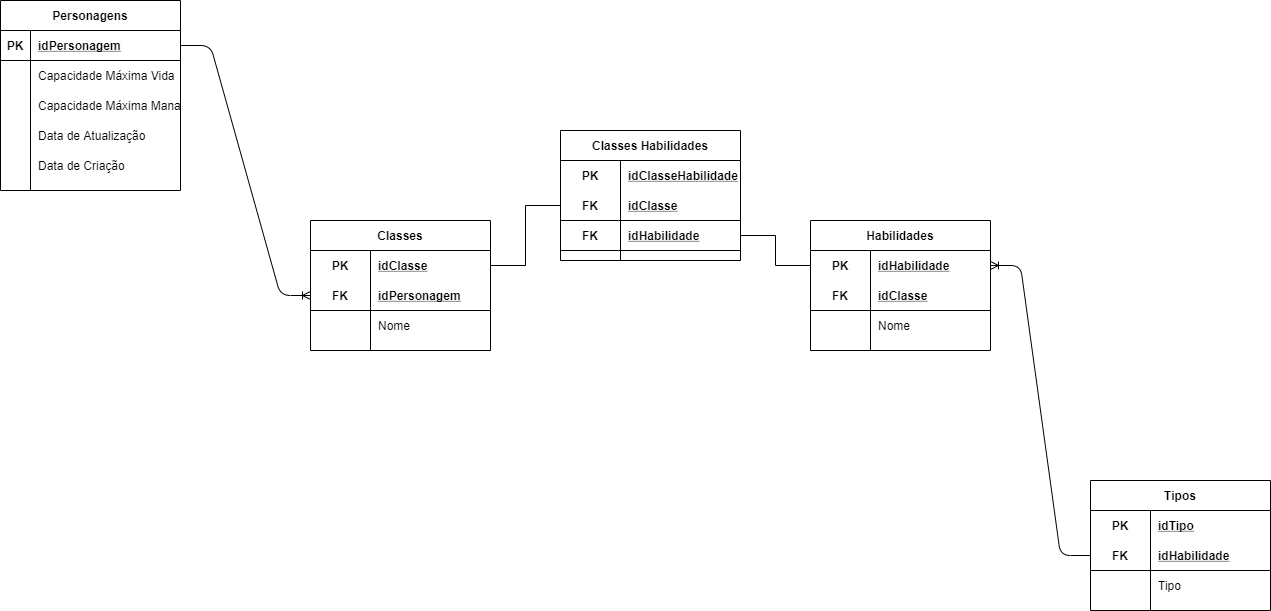 Personagens
PK idPersonagem
Capacidade Máxima Vida
Capacidade Máxima Mana
Data de Atualização
Data de Criação
Classes Habilidades
PK idClasseHabilidade
FK idClasse
FK idHabilidade
Classes
PK idClasse
FK idPersonagem
Nome
Habilidades
PK idHabilidade
FK idClasse
Nome
Tipos
PK idTipo
FK idHabilidade
Tipo